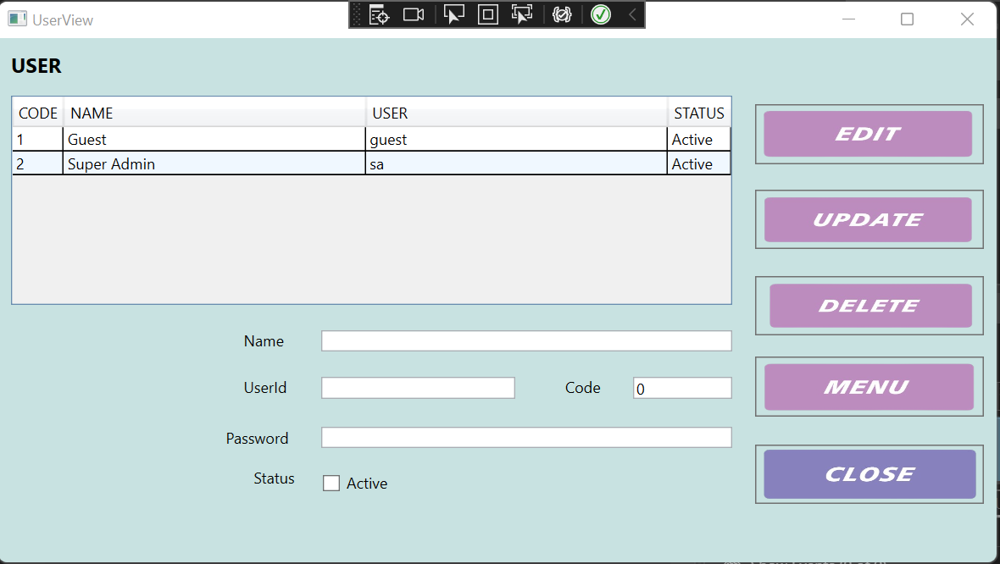 UserView
USER
CODE NAME USER STATUS
1 Guest guest Active
2 Super Admin sa Active
EDIT
UPDATE
DELETE
MENU
CLOSE
Name
UserId Code 0
Password
Status Active